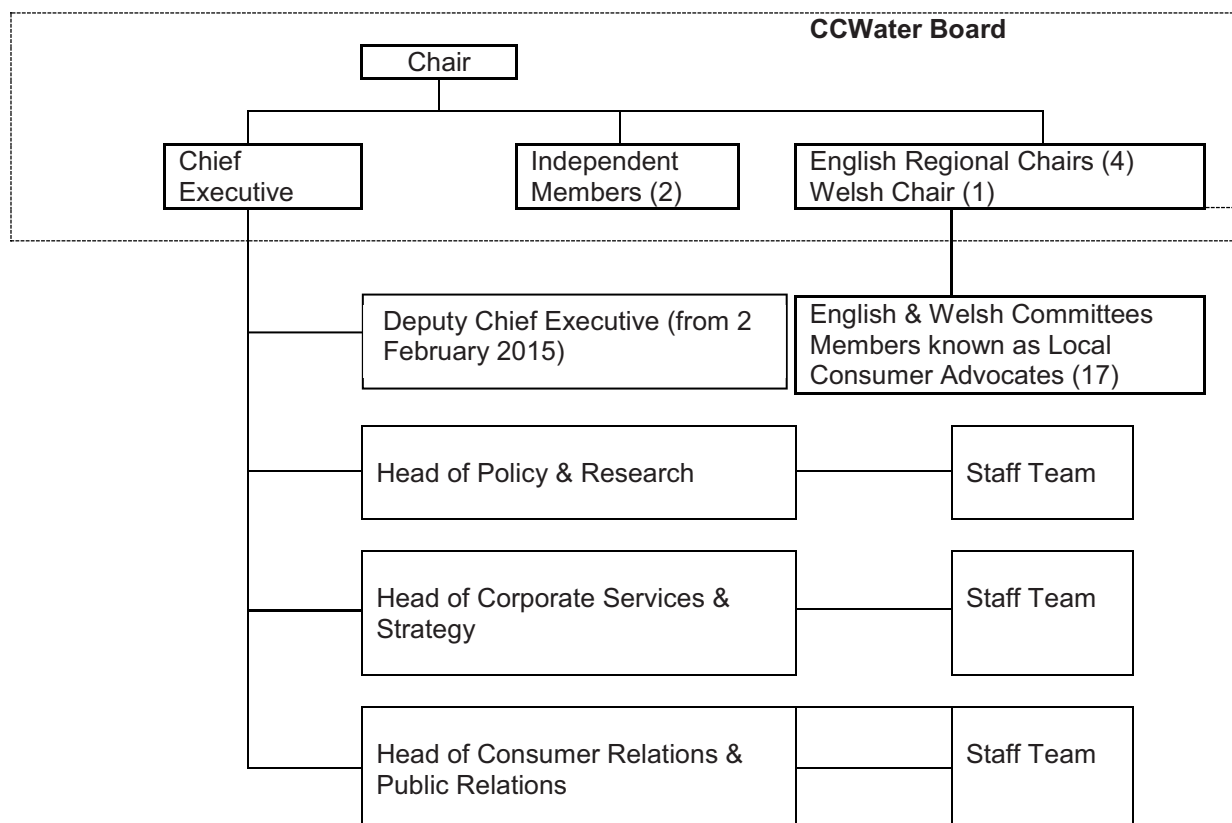 CCWater Board
Chair
Chief
Executive
Independent
Members (2)
English Regional Chairs (4)
Welsh Chair (1)
Deputy Chief Executive (from 2
February 2015)
English & Welsh Committees
Members known as Local
Consumer Advocates (17)
Head of Policy & Research
Staff Team
Head of Corporate Services &
Strategy
Staff Team
Head of Consumer Relations &
Public Relations
Staff Team